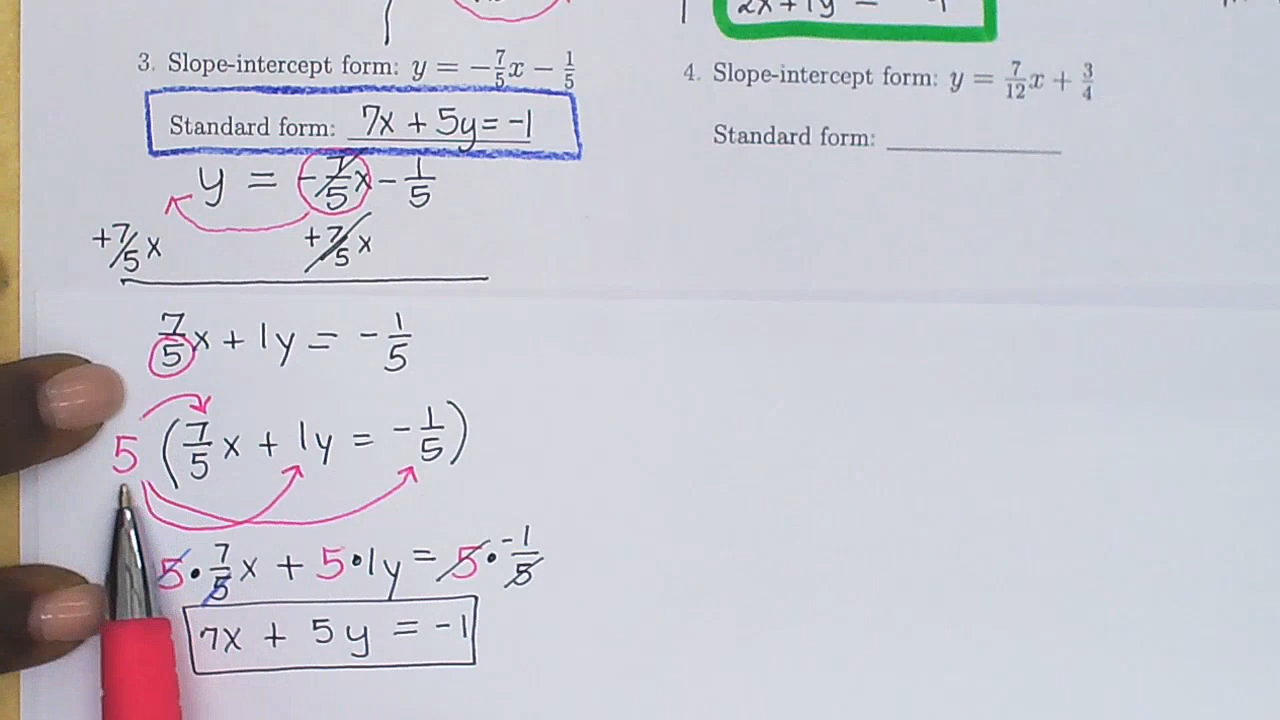 2x + 1y =
3. Slope-intercept form: y = -7/5x - 1/5
Standard form: 7x + 5y = -1
y = -7/5x - 1/5
+7/5x +7/5x
7/5x + 1y = -1/5
5 (7/5x + 1y = -1/5)
5 • 7/5x + 5 • 1y = 5 • -1/5
7x + 5y = -1
4. Slope-intercept form: y = 7/12x + 3/4
Standard form: